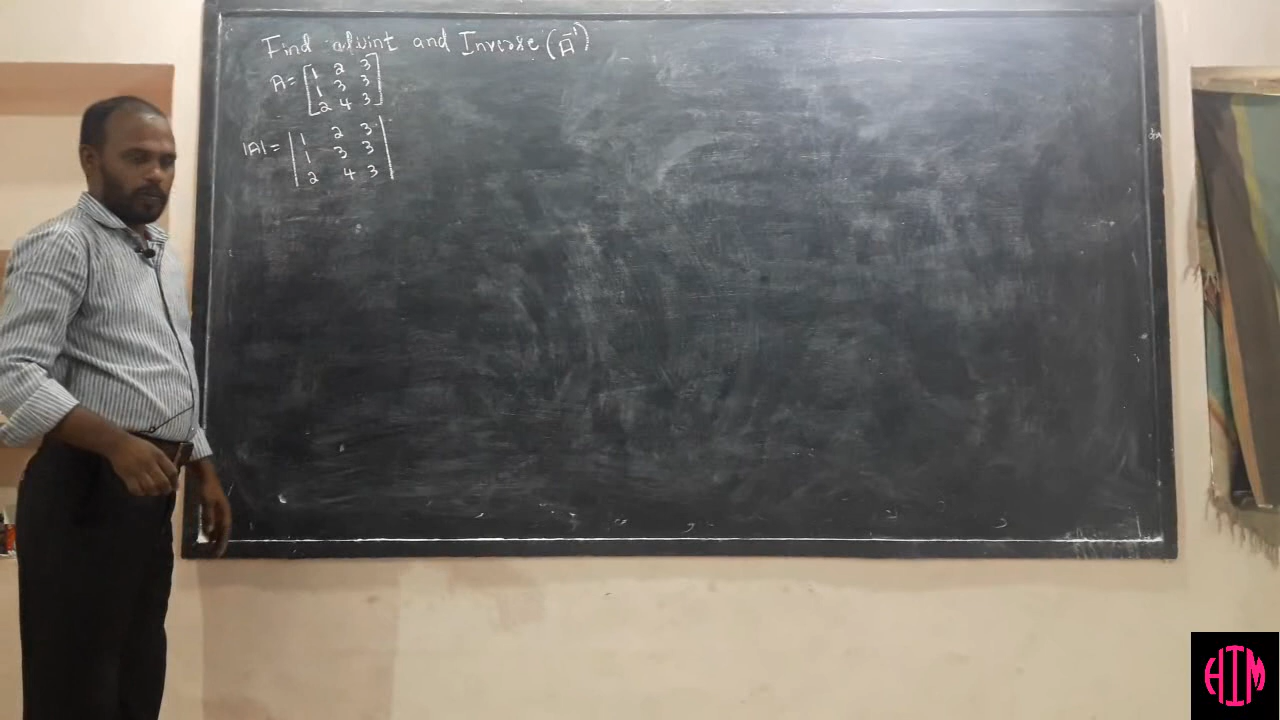 Find adjoint and Inverse (A⁻¹)
A = [1 2 3
1 3 3
2 4 3]
|A| = |1 2 3|
1 3 3
2 4 3
HIM